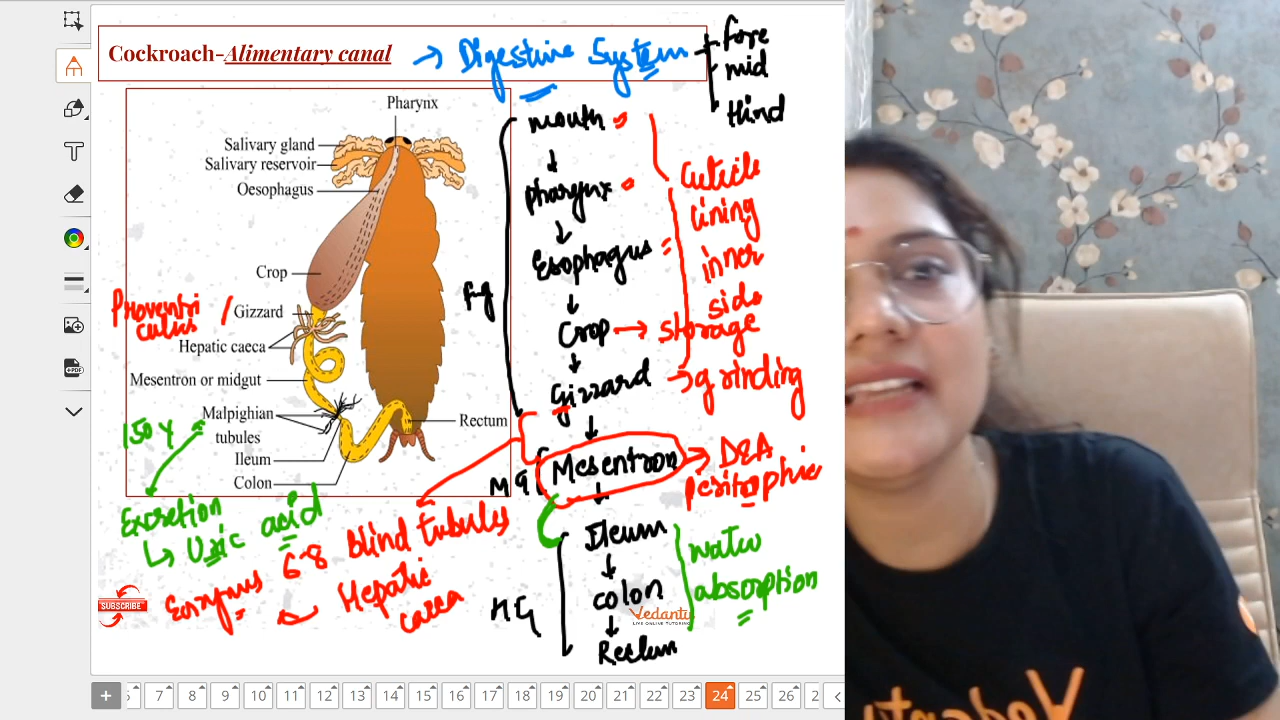 Cockroach-Alimentary canal → Digestive System
fore
mid
Hind
Pharynx
Salivary gland
Salivary reservoir
Oesophagus
Crop
Proventri
culus
/
Gizzard
Hepatic caeca
Mesentron or midgut
Malpighian
tubules
Ileum
Colon
Rectum
150 Y
Excretion
↳ Uric acid
Enzymes
6-8 Blind tubules
Hepatic
caeca
mouth
↓
Pharynx
↓
Esophagus
↓
Crop → storage
↓
Gizzard → grinding
↓
Mesentron → D&A
peritrophic
↓
Ileum
↓
colon
↓
Rectum
F.g
MG
HG
Cuticle
lining
inner
side
water
absorption
SUBSCRIBE
Vedantu
LIVE ONLINE TUTORING
7 8 9 10 11 12 13 14 15 16 17 18 19 20 21 22 23 24 25 26 2
Vedantu